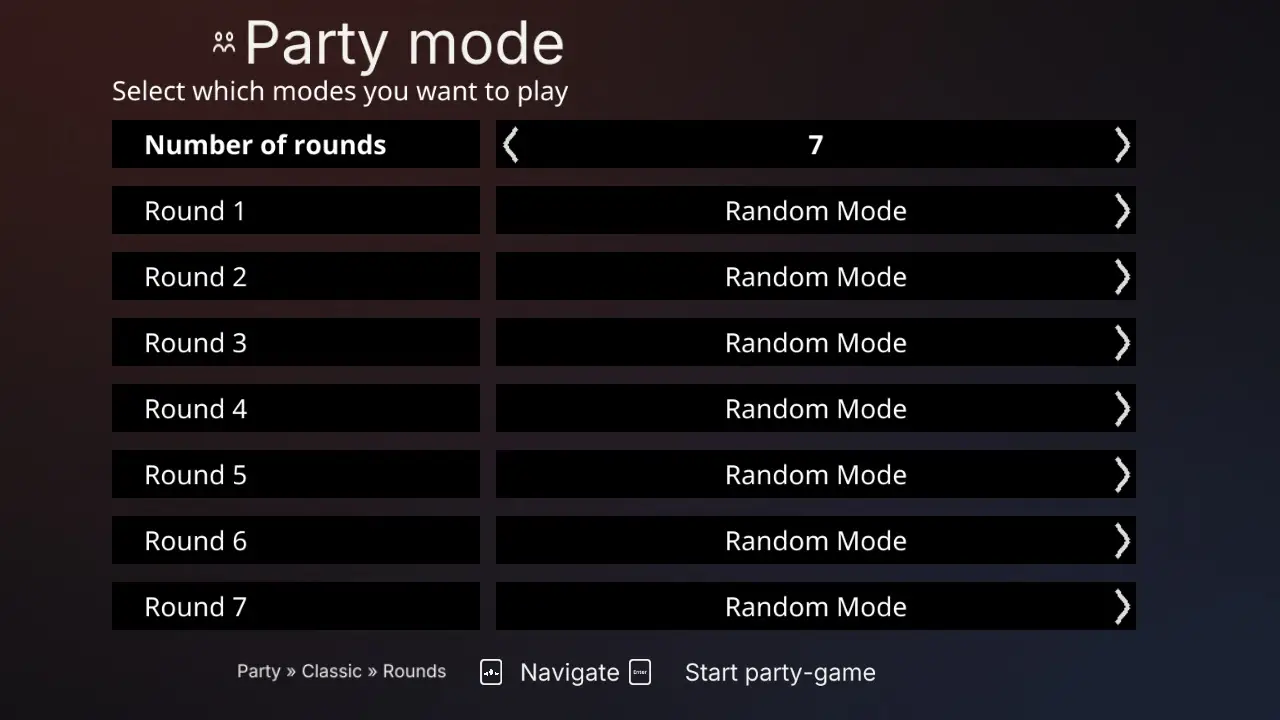 Party mode
Select which modes you want to play
Number of rounds 7
Round 1 Random Mode
Round 2 Random Mode
Round 3 Random Mode
Round 4 Random Mode
Round 5 Random Mode
Round 6 Random Mode
Round 7 Random Mode
Party » Classic » Rounds Navigate Enter Start party-game